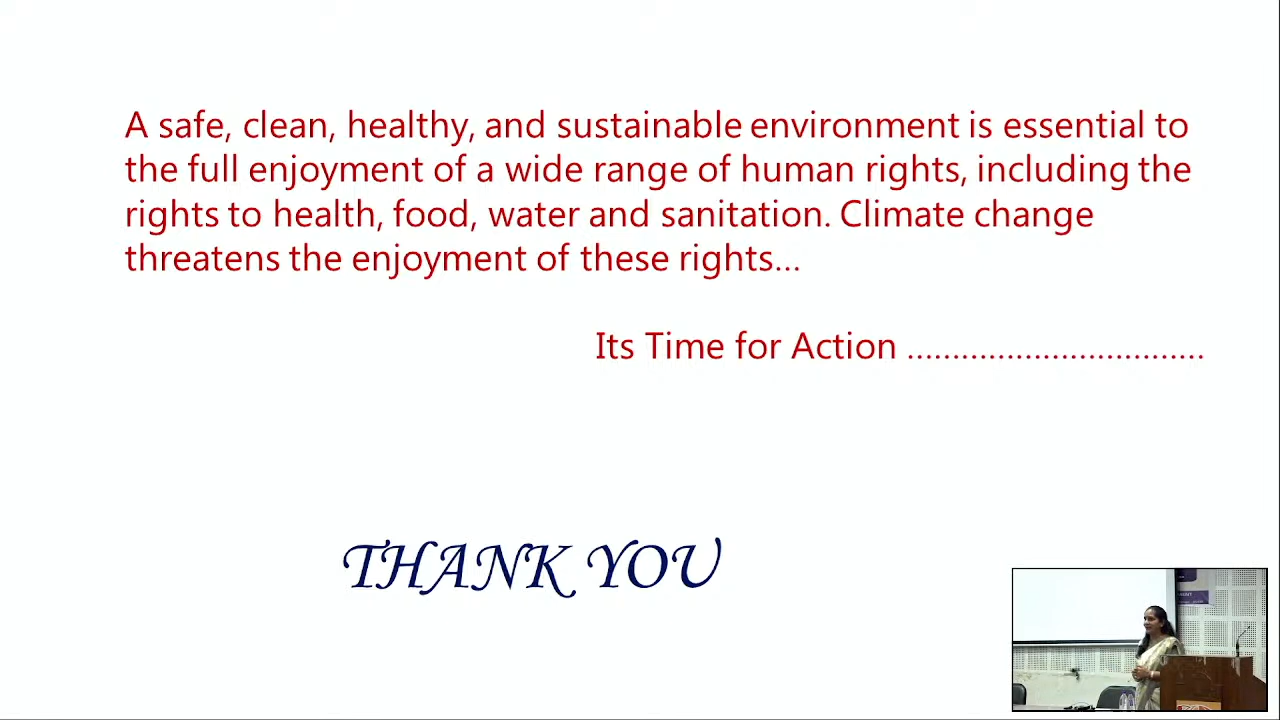 A safe, clean, healthy, and sustainable environment is essential to
the full enjoyment of a wide range of human rights, including the
rights to health, food, water and sanitation. Climate change
threatens the enjoyment of these rights...
Its Time for Action .................................
THANK YOU